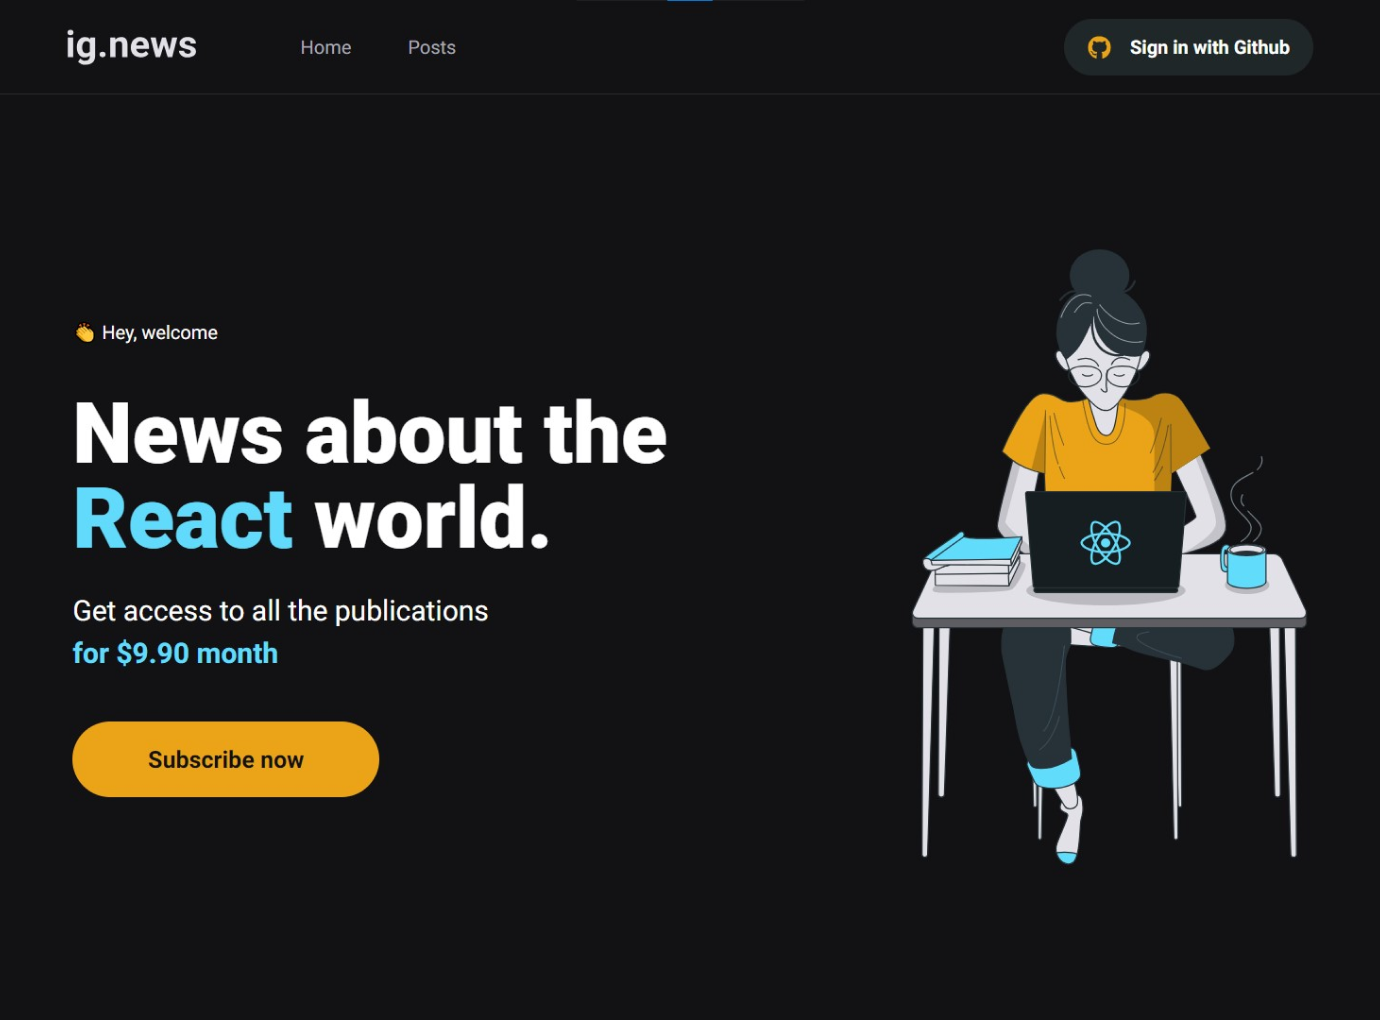 ig.news
Home
Posts
Sign in with Github
👏 Hey, welcome
News about the
React world.
Get access to all the publications
for $9.90 month
Subscribe now